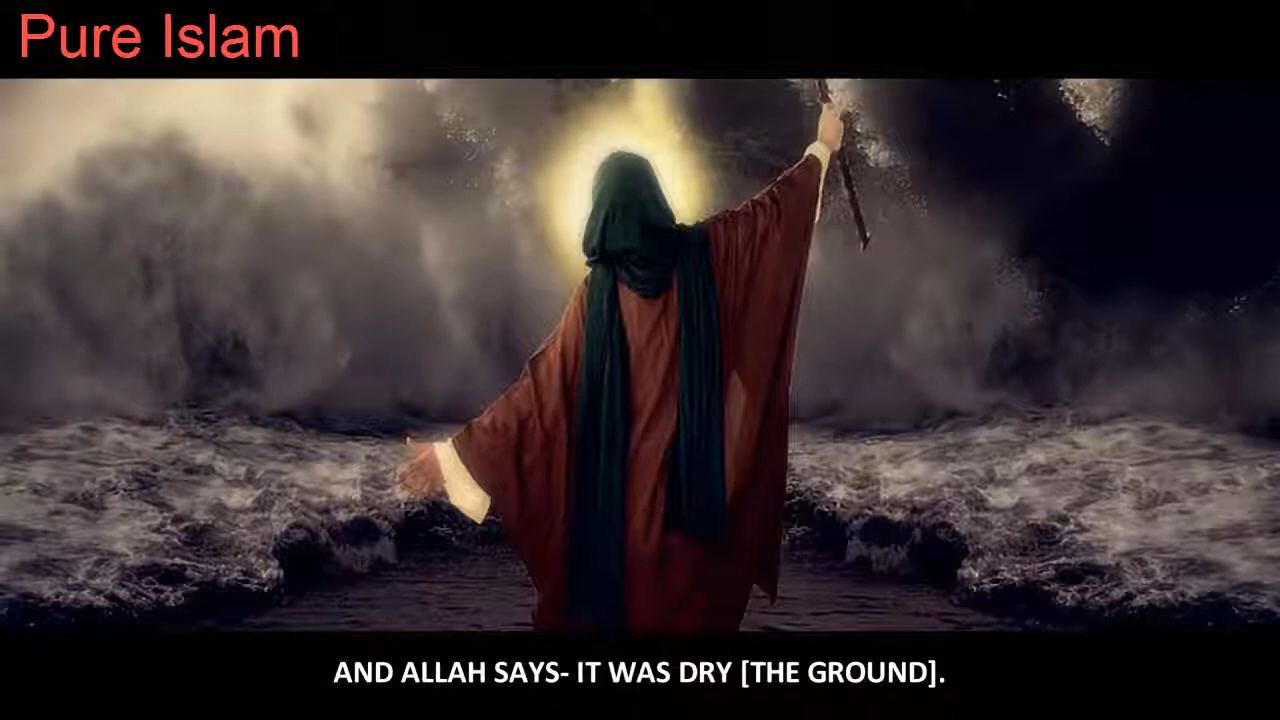 Pure Islam
AND ALLAH SAYS- IT WAS DRY [THE GROUND].